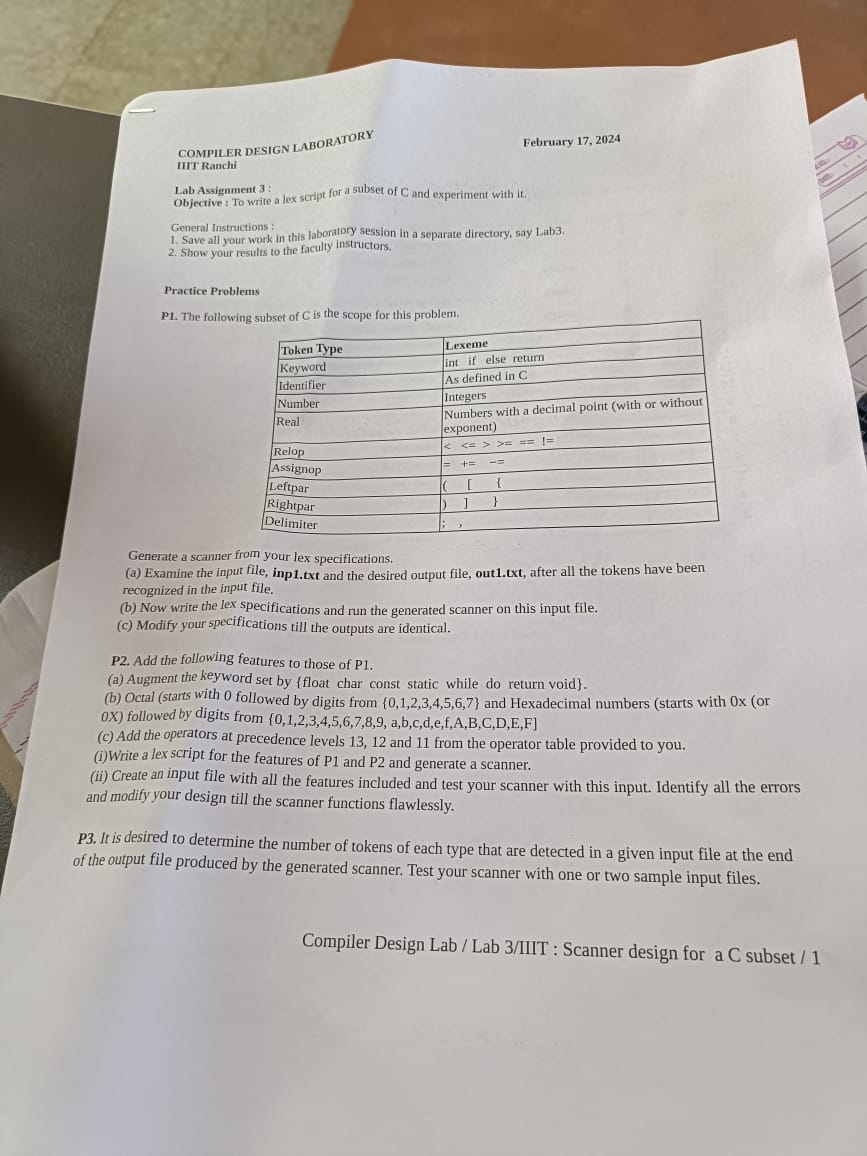 COMPILER DESIGN LABORATORY
February 17, 2024
IIIT Ranchi
Lab Assignment 3 :
Objective : To write a lex script for a subset of C and experiment with it.
General Instructions :
1. Save all your work in this laboratory session in a separate directory, say Lab3.
2. Show your results to the faculty instructors.
Practice Problems
P1. The following subset of C is the scope for this problem.
Token Type Lexeme
Keyword int if else return
Identifier As defined in C
Number Integers
Real Numbers with a decimal point (with or without
exponent)
Relop < <= > >= == !=
Assignop = += -=
Leftpar ( [ {
Rightpar ) ] }
Delimiter ; ,
Generate a scanner from your lex specifications.
(a) Examine the input file, inp1.txt and the desired output file, out1.txt, after all the tokens have been
recognized in the input file.
(b) Now write the lex specifications and run the generated scanner on this input file.
(c) Modify your specifications till the outputs are identical.
P2. Add the following features to those of P1.
(a) Augment the keyword set by {float char const static while do return void}.
(b) Octal (starts with 0 followed by digits from {0,1,2,3,4,5,6,7} and Hexadecimal numbers (starts with 0x (or
0X) followed by digits from {0,1,2,3,4,5,6,7,8,9, a,b,c,d,e,f,A,B,C,D,E,F]
(c) Add the operators at precedence levels 13, 12 and 11 from the operator table provided to you.
(i)Write a lex script for the features of P1 and P2 and generate a scanner.
(ii) Create an input file with all the features included and test your scanner with this input. Identify all the errors
and modify your design till the scanner functions flawlessly.
P3. It is desired to determine the number of tokens of each type that are detected in a given input file at the end
of the output file produced by the generated scanner. Test your scanner with one or two sample input files.
Compiler Design Lab / Lab 3/IIIT : Scanner design for a C subset / 1